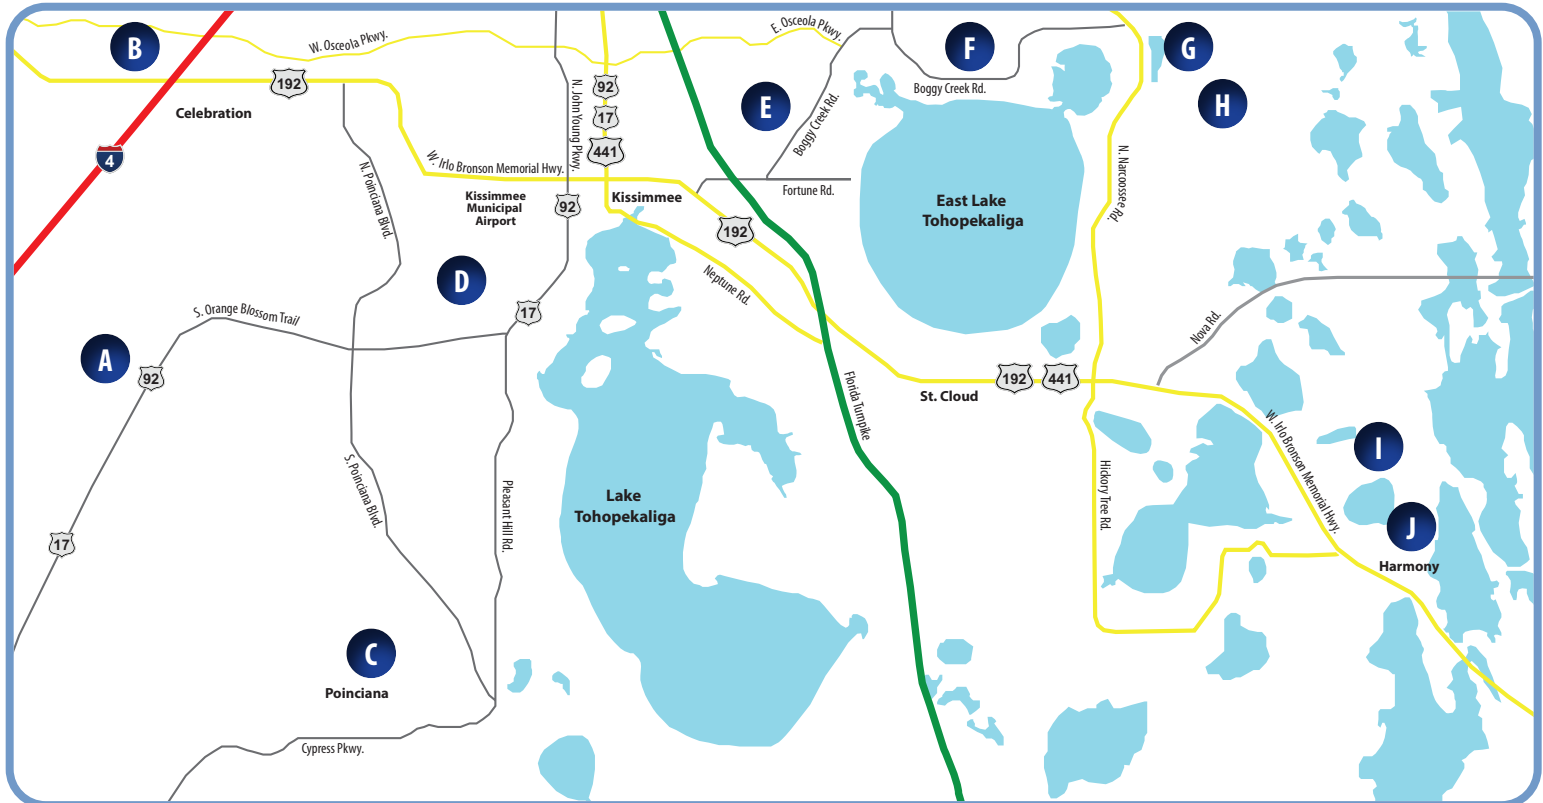 B
W. Osceola Pkwy.
E. Osceola Pkwy.
F
G
192
Celebration
N. John Young Pkwy.
92
17
441
E
Boggy Creek Rd.
Boggy Creek Rd.
H
4
N. Poinciana Blvd.
W. Irlo Bronson Memorial Hwy.
Kissimmee
Municipal
Airport
92
Kissimmee
Fortune Rd.
192
East Lake
Tohopekaliga
N. Narcoossee Rd.
D
Neptune Rd.
17
S. Orange Blossom Trail
Nova Rd.
A
92
Florida Turnpike
St. Cloud
192
441
W. Irlo Bronson Memorial Hwy.
I
S. Poinciana Blvd.
Pleasant Hill Rd.
Lake
Tohopekaliga
Hickory Tree Rd.
J
Harmony
17
C
Poinciana
Cypress Pkwy.